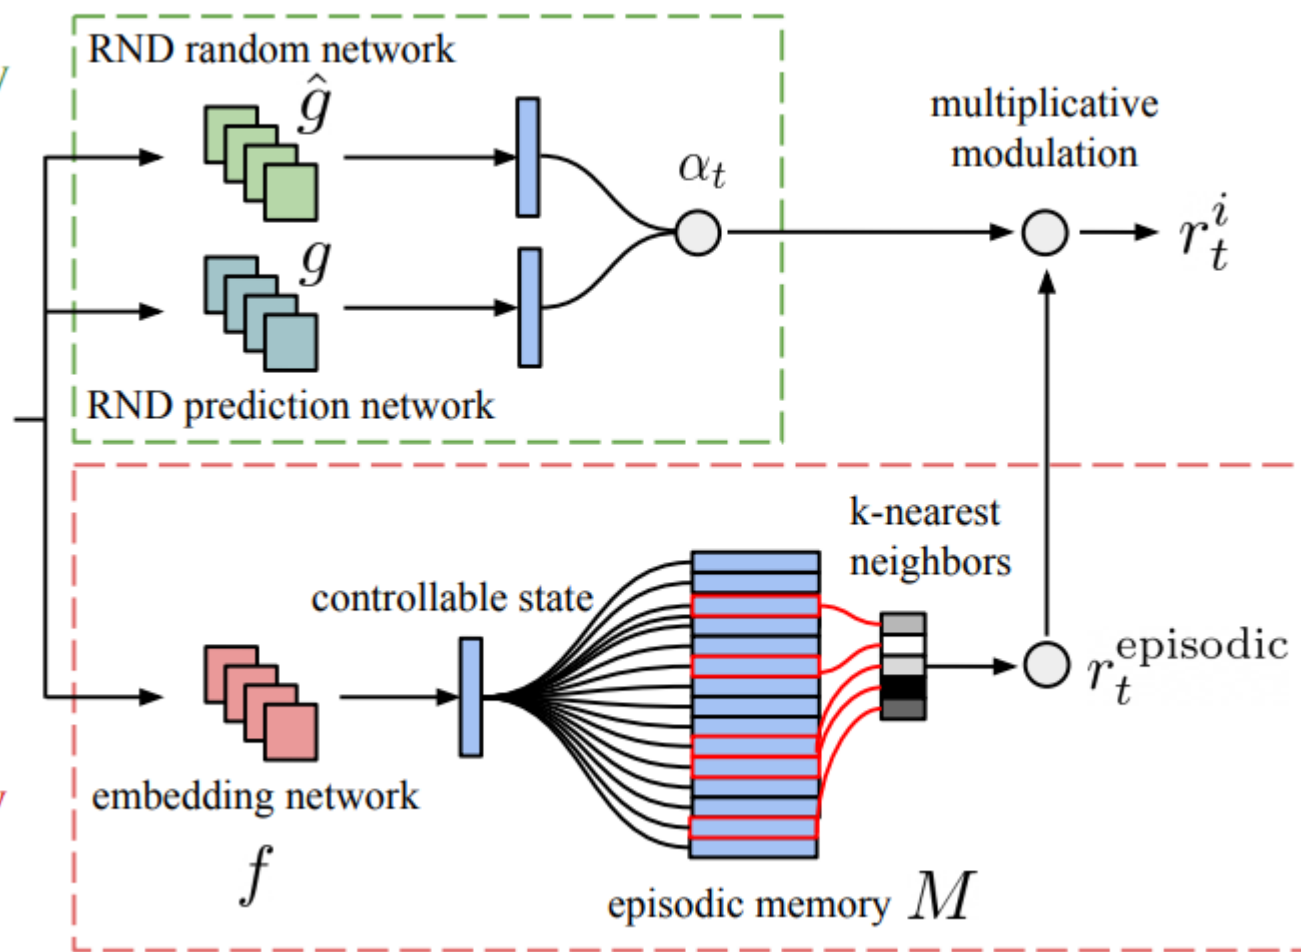 RND random network
ĝ
α_t
multiplicative
modulation
r_t^i
g
RND prediction network
k-nearest
neighbors
controllable state
r_t^episodic
embedding network
f
episodic memory M